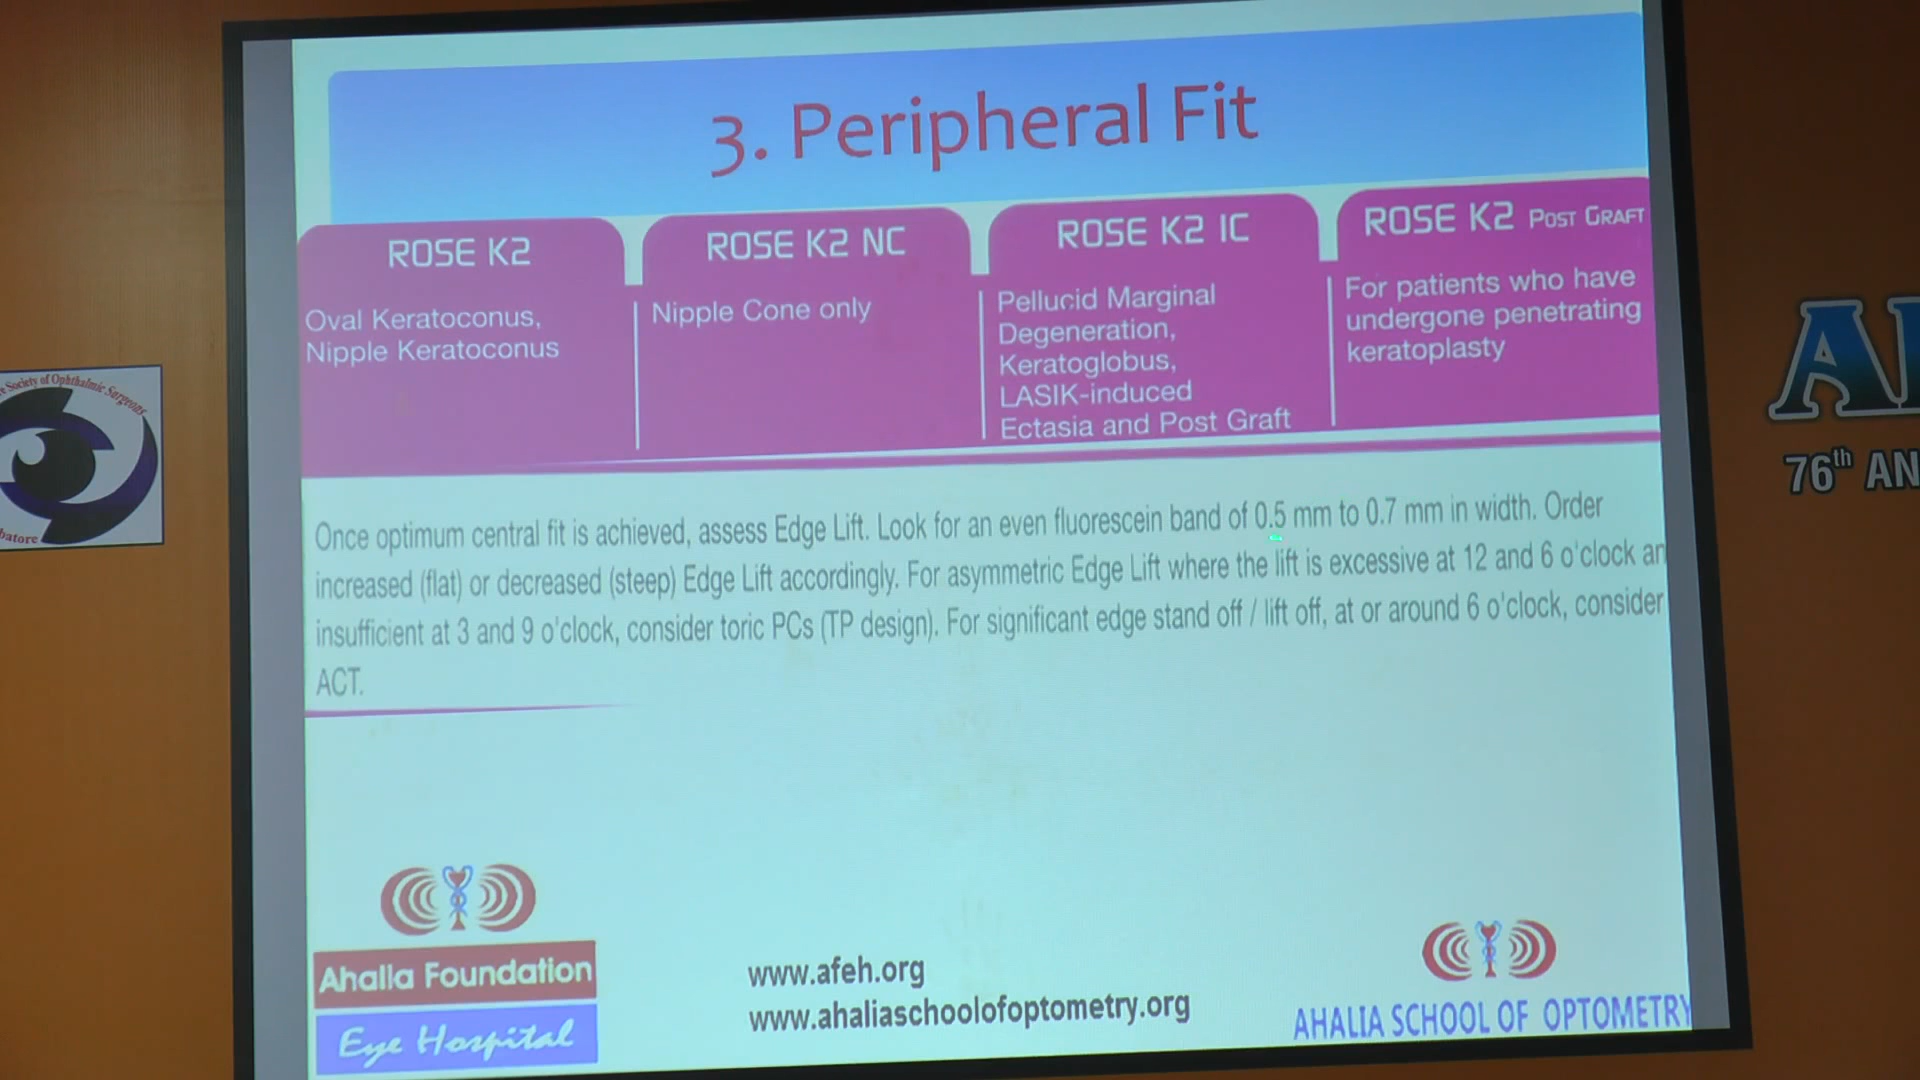 3. Peripheral Fit
ROSE K2
Oval Keratoconus,
Nipple Keratoconus
ROSE K2 NC
Nipple Cone only
ROSE K2 IC
Pellucid Marginal
Degeneration,
Keratoglobus,
LASIK-induced
Ectasia and Post Graft
ROSE K2 POST GRAFT
For patients who have
undergone penetrating
keratoplasty
Once optimum central fit is achieved, assess Edge Lift. Look for an even fluorescein band of 0.5 mm to 0.7 mm in width. Order
increased (flat) or decreased (steep) Edge Lift accordingly. For asymmetric Edge Lift where the lift is excessive at 12 and 6 o'clock an
insufficient at 3 and 9 o'clock, consider toric PCs (TP design). For significant edge stand off / lift off, at or around 6 o'clock, consider
ACT.
Ahalia Foundation
Eye Hospital
www.afeh.org
www.ahaliaschoolofoptometry.org
AHALIA SCHOOL OF OPTOMETRY
Society of Ophthalmic Surgeons
batore
76th AN